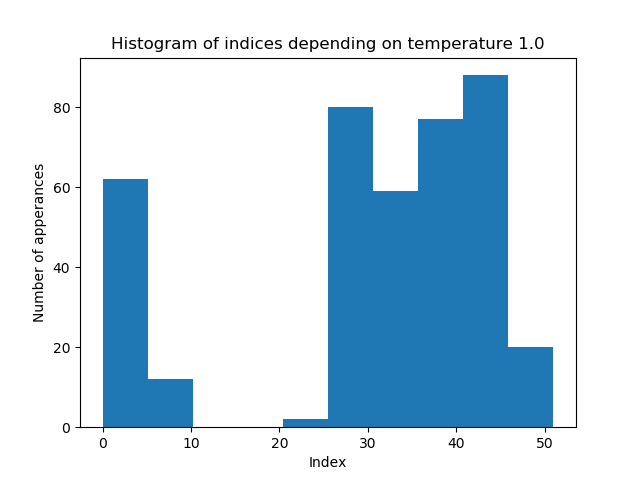 Histogram of indices depending on temperature 1.0
80
60
40
20
0
Number of apperances
0 10 20 30 40 50
Index